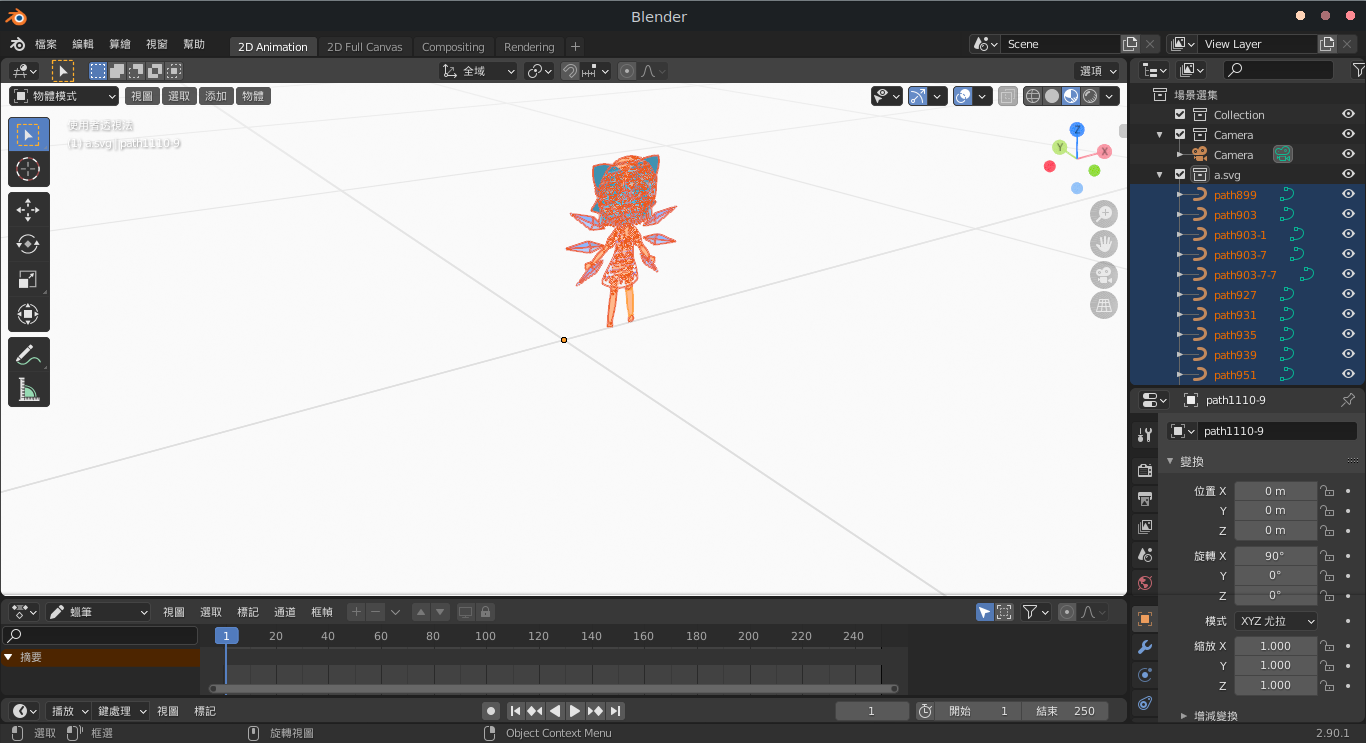 Blender
檔案 編輯 算繪 視窗 幫助 2D Animation 2D Full Canvas Compositing Rendering + Scene View Layer
全域 選項
物體模式 視圖 選取 添加 物體
使用者透視法
(1) a.svg | path1110-9
Z
Y
X
場景選集
Collection
Camera
Camera
a.svg
path899
path903
path903-1
path903-7
path903-7-7
path927
path931
path935
path939
path951
path1110-9
path1110-9
變換
位置 X 0 m
Y 0 m
Z 0 m
旋轉 X 90°
Y 0°
Z 0°
模式 XYZ 尤拉
縮放 X 1.000
Y 1.000
Z 1.000
增減變換
蠟筆 視圖 選取 標記 通道 框幀
1 20 40 60 80 100 120 140 160 180 200 220 240
摘要
播放 鍵處理 視圖 標記 1 開始 1 結束 250
選取 框選 旋轉視圖 Object Context Menu 2.90.1